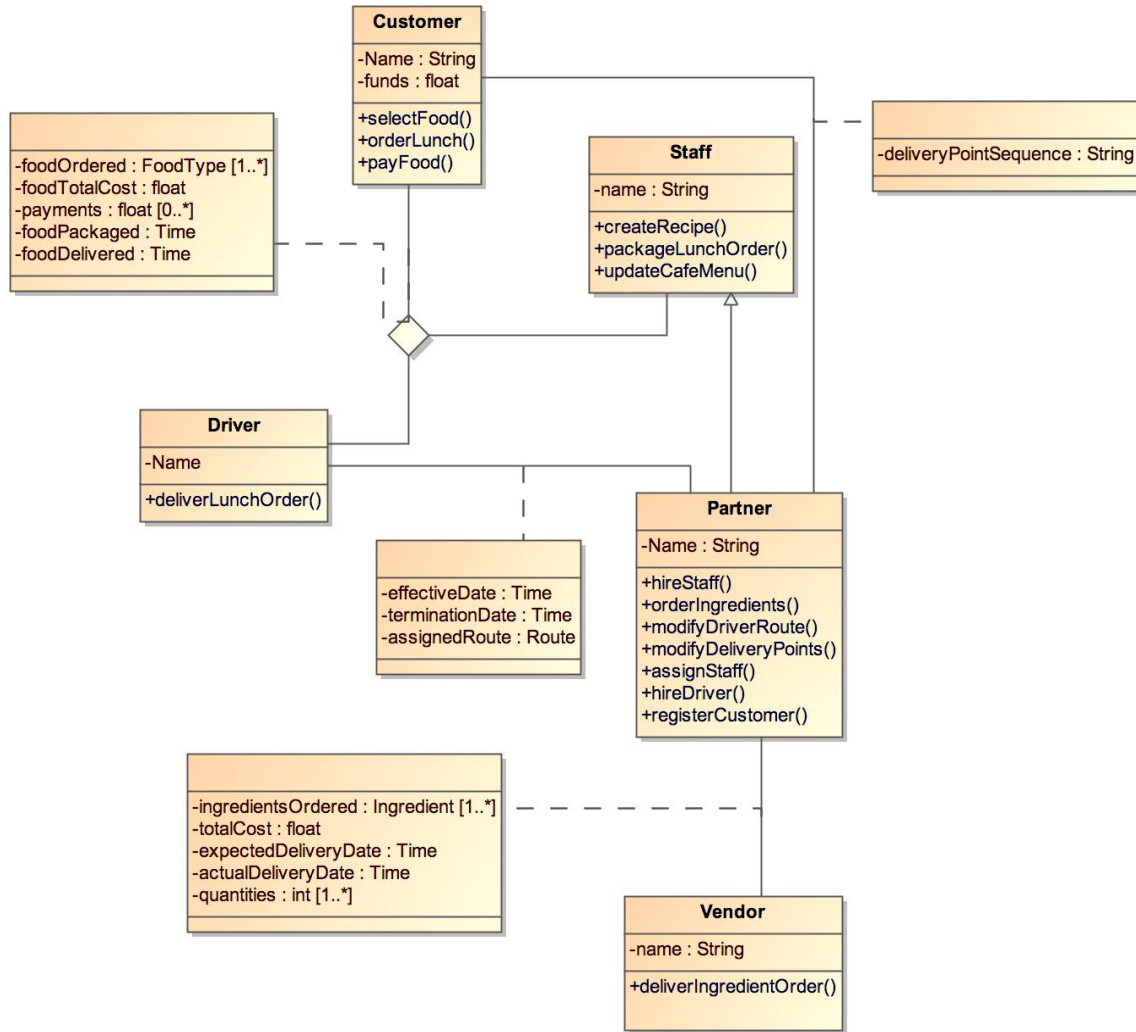 Customer
-Name : String
-funds : float
+selectFood()
+orderLunch()
+payFood()
-foodOrdered : FoodType [1..*]
-foodTotalCost : float
-payments : float [0..*]
-foodPackaged : Time
-foodDelivered : Time
Staff
-name : String
+createRecipe()
+packageLunchOrder()
+updateCafeMenu()
-deliveryPointSequence : String
Driver
-Name
+deliverLunchOrder()
-effectiveDate : Time
-terminationDate : Time
-assignedRoute : Route
Partner
-Name : String
+hireStaff()
+orderIngredients()
+modifyDriverRoute()
+modifyDeliveryPoints()
+assignStaff()
+hireDriver()
+registerCustomer()
-ingredientsOrdered : Ingredient [1..*]
-totalCost : float
-expectedDeliveryDate : Time
-actualDeliveryDate : Time
-quantities : int [1..*]
Vendor
-name : String
+deliverIngredientOrder()